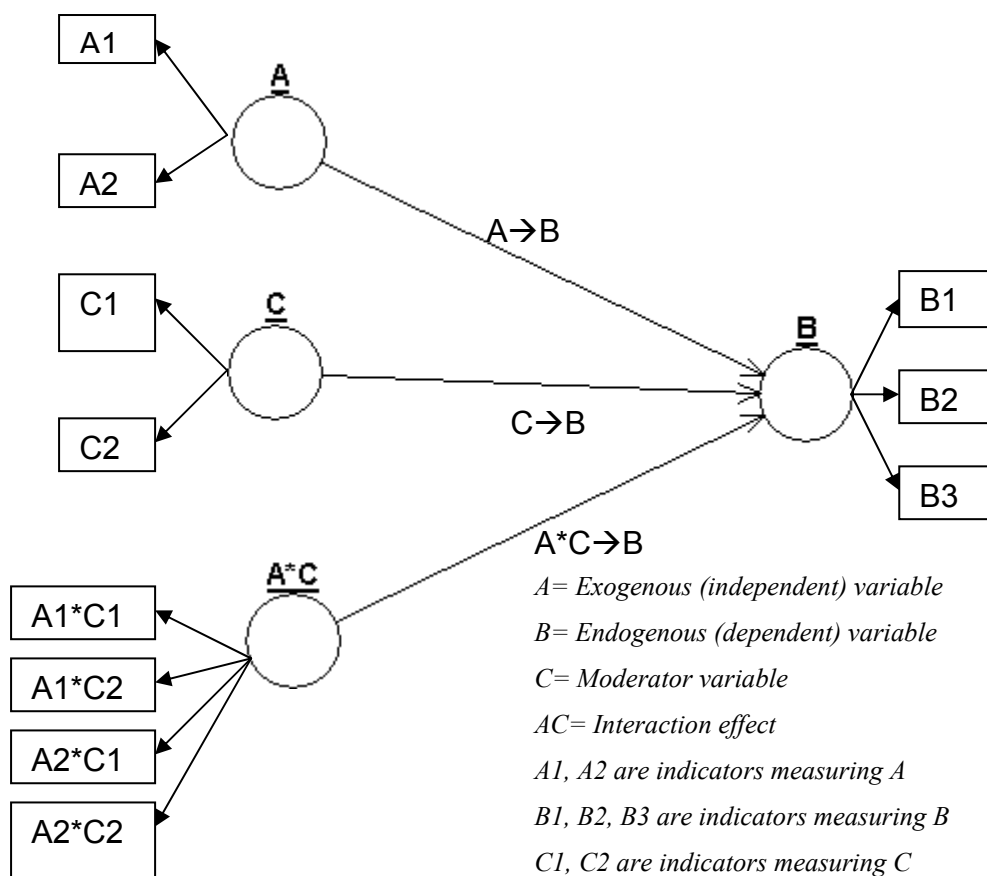 A1
A
A2
A→B
C1
C
B
B1
B2
C→B
C2
B3
A*C→B
A*C
A= Exogenous (independent) variable
A1*C1
B= Endogenous (dependent) variable
A1*C2
C= Moderator variable
AC= Interaction effect
A2*C1
A1, A2 are indicators measuring A
B1, B2, B3 are indicators measuring B
A2*C2
C1, C2 are indicators measuring C